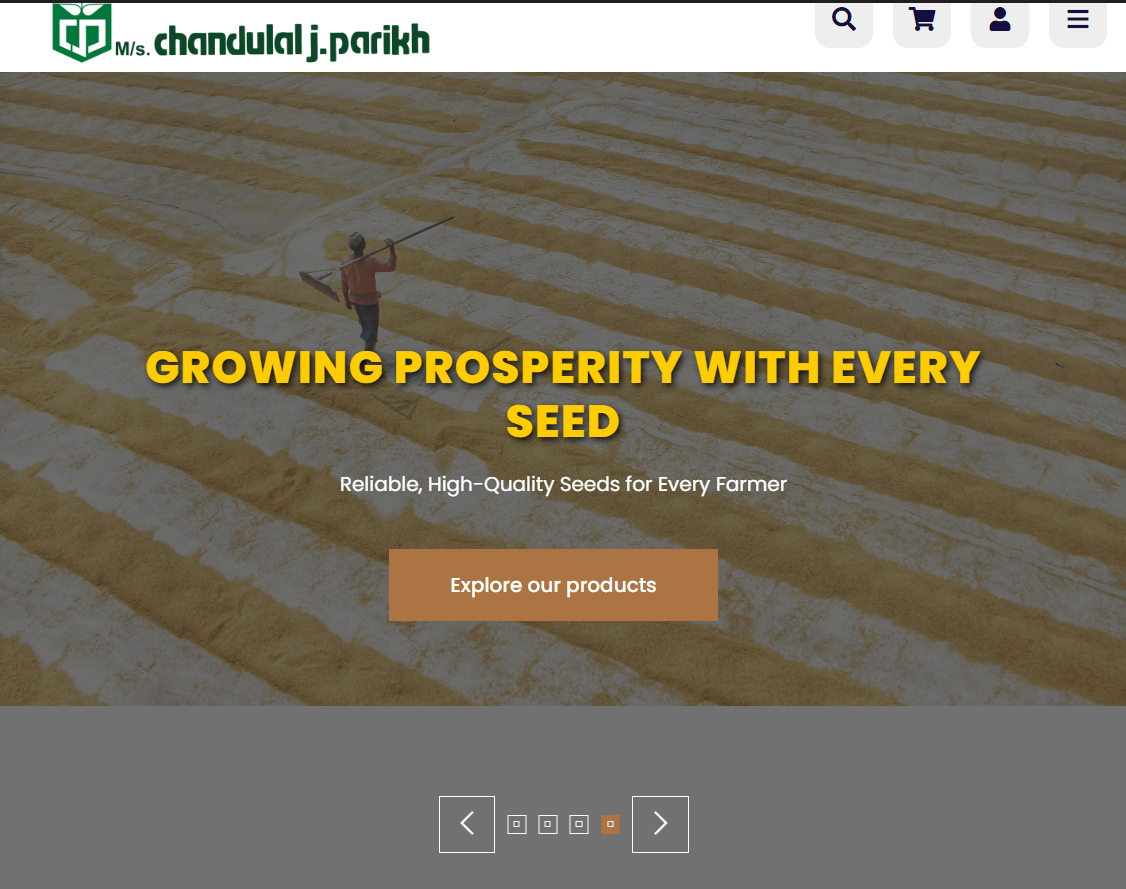 M/s. chandulal j.parikh
GROWING PROSPERITY WITH EVERY
SEED
Reliable, High-Quality Seeds for Every Farmer
Explore our products